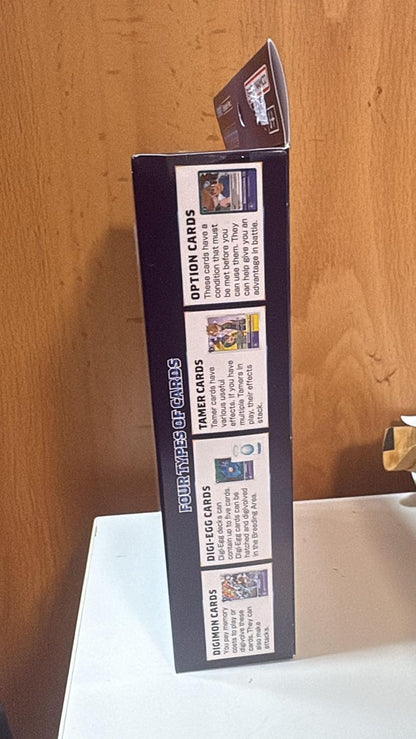 FOUR TYPES OF CARDS
DIGIMON CARDS
You pay memory
costs to play or
digivolve these
cards. They can
also make
attacks.
DIGI-EGG CARDS
Digi-Egg decks can
contain up to five cards.
Digi-Egg cards can be
hatched and digivolved
in the Breeding Area.
TAMER CARDS
Tamer cards have
various useful
effects. If you have
multiple Tamers in
play, their effects
stack.
OPTION CARDS
These cards have a
condition that must
be met before you
can use them. They
can help give you an
advantage in battle.